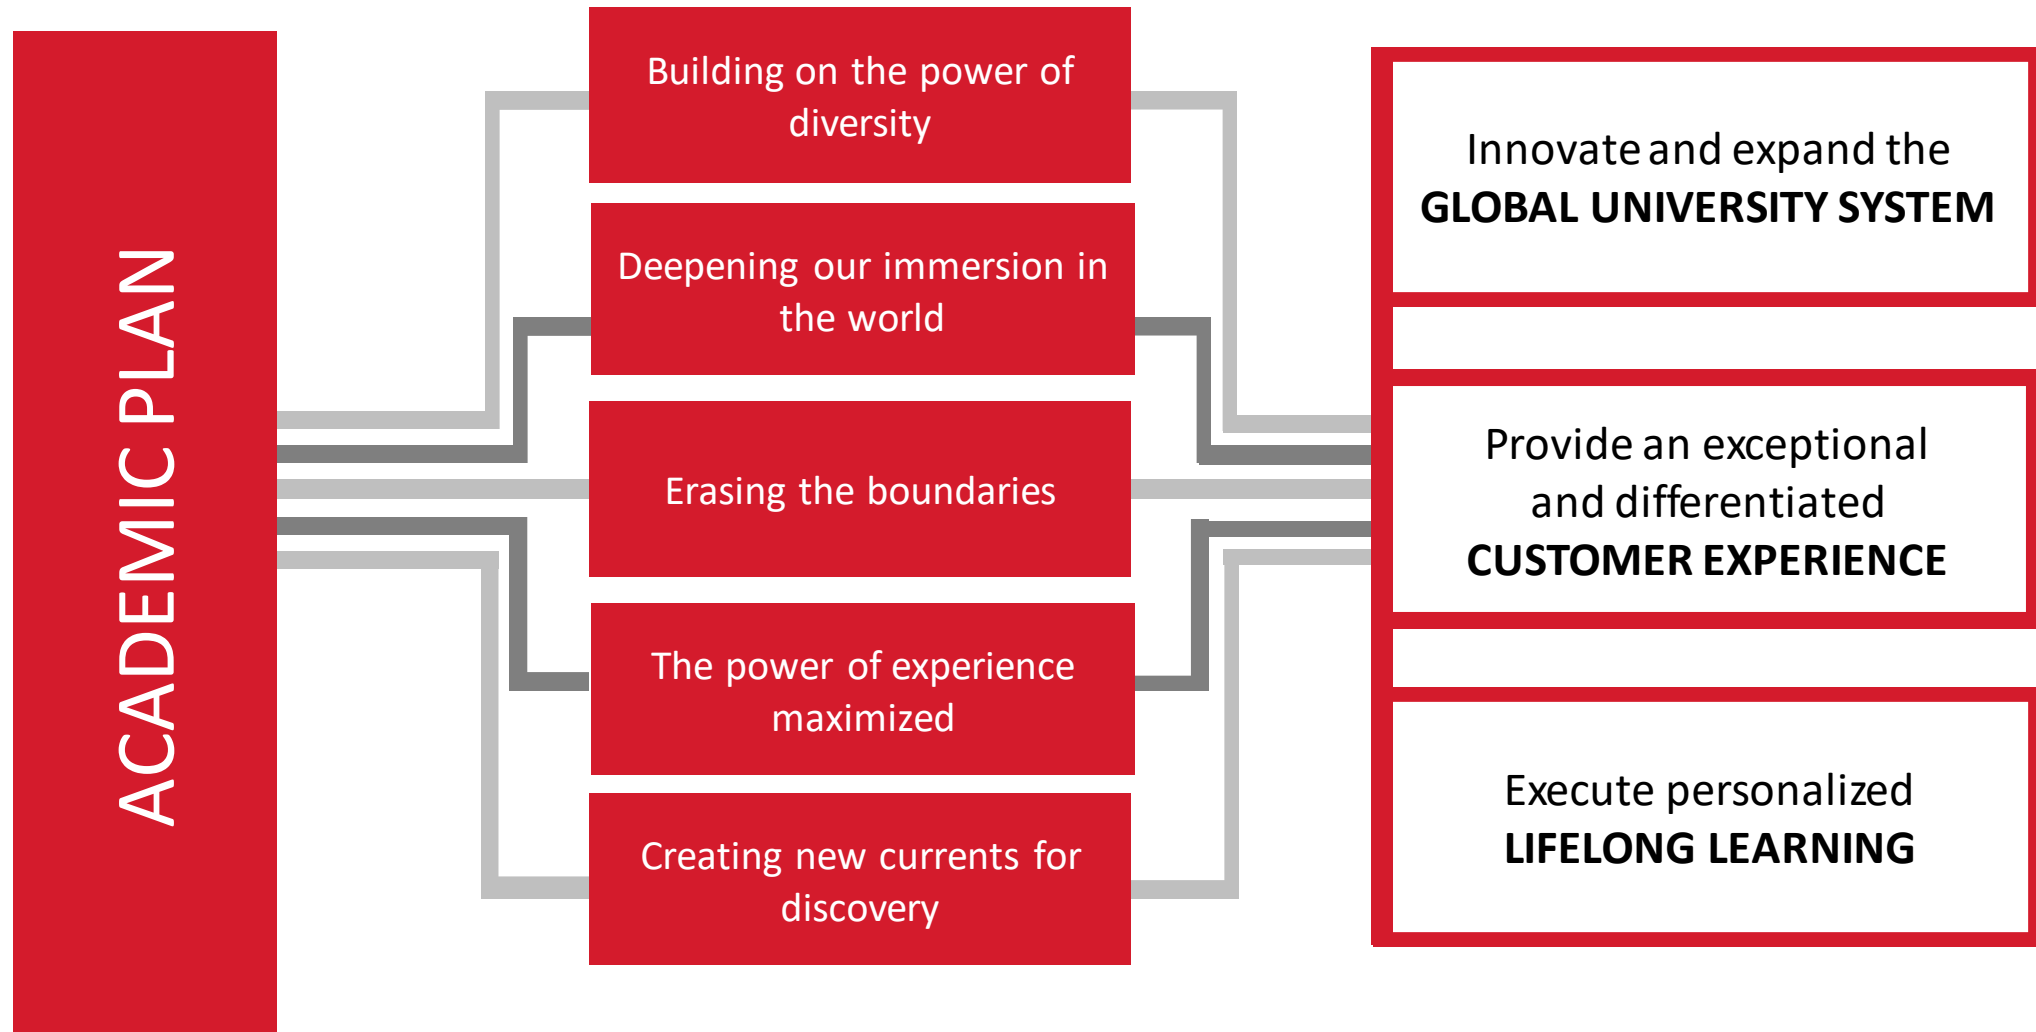 ACADEMIC PLAN
Building on the power of
diversity
Deepening our immersion in
the world
Erasing the boundaries
The power of experience
maximized
Creating new currents for
discovery
Innovate and expand the
GLOBAL UNIVERSITY SYSTEM
Provide an exceptional
and differentiated
CUSTOMER EXPERIENCE
Execute personalized
LIFELONG LEARNING